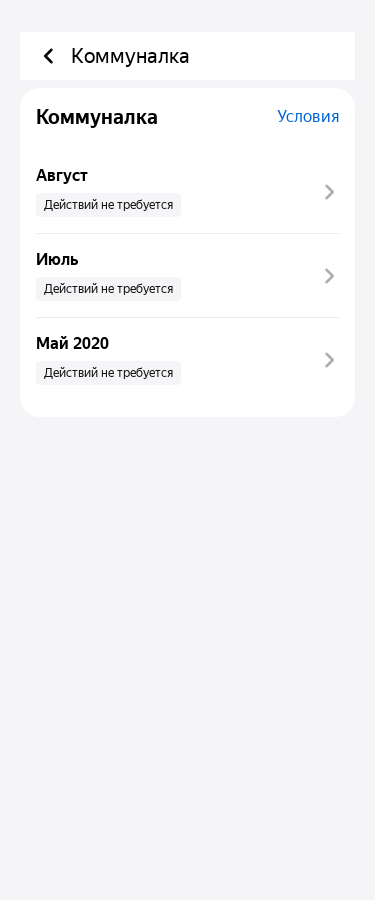 Коммуналка
Коммуналка
Условия
Август
Действий не требуется
Июль
Действий не требуется
Май 2020
Действий не требуется